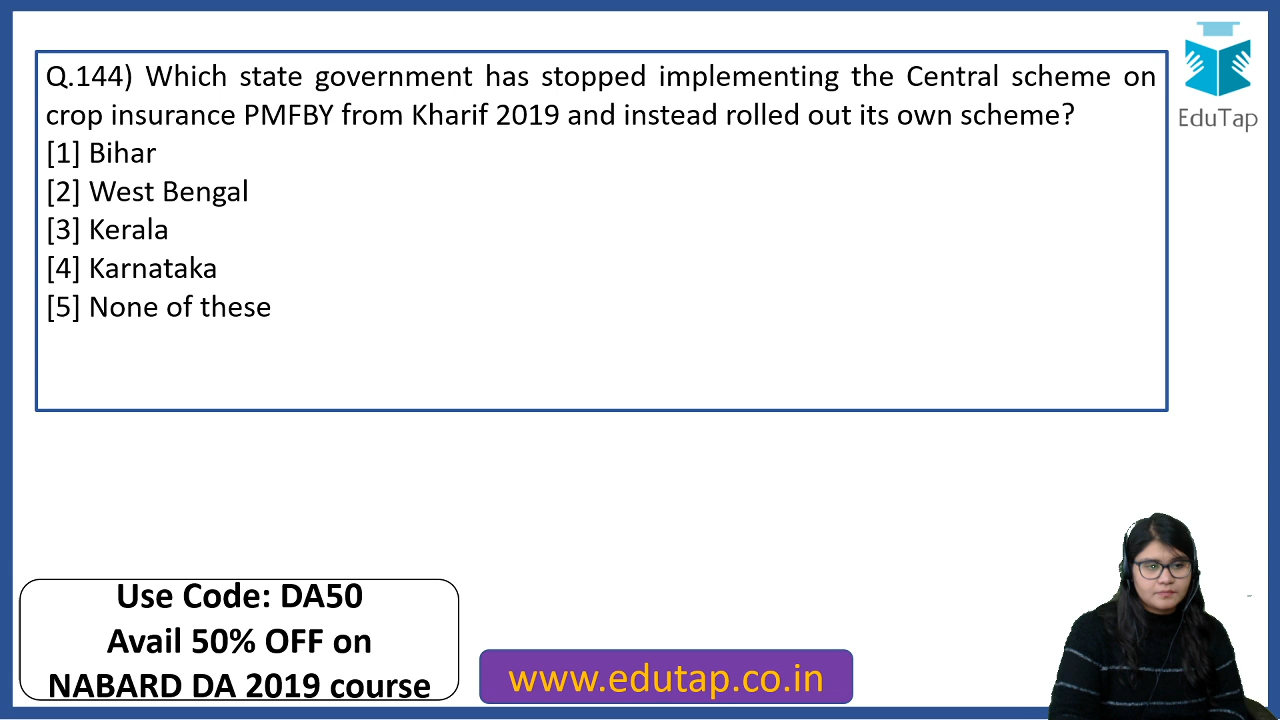 Q.144) Which state government has stopped implementing the Central scheme on
crop insurance PMFBY from Kharif 2019 and instead rolled out its own scheme?
[1] Bihar
[2] West Bengal
[3] Kerala
[4] Karnataka
[5] None of these
EduTap
Use Code: DA50
Avail 50% OFF on
NABARD DA 2019 course
www.edutap.co.in